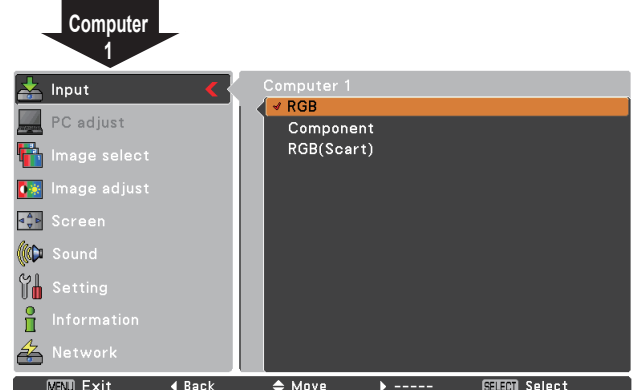 Computer
1
Input
PC adjust
Image select
Image adjust
Screen
Sound
Setting
Information
Network
Computer 1
RGB
Component
RGB(Scart)
MENU Exit Back Move ----- SELECT Select